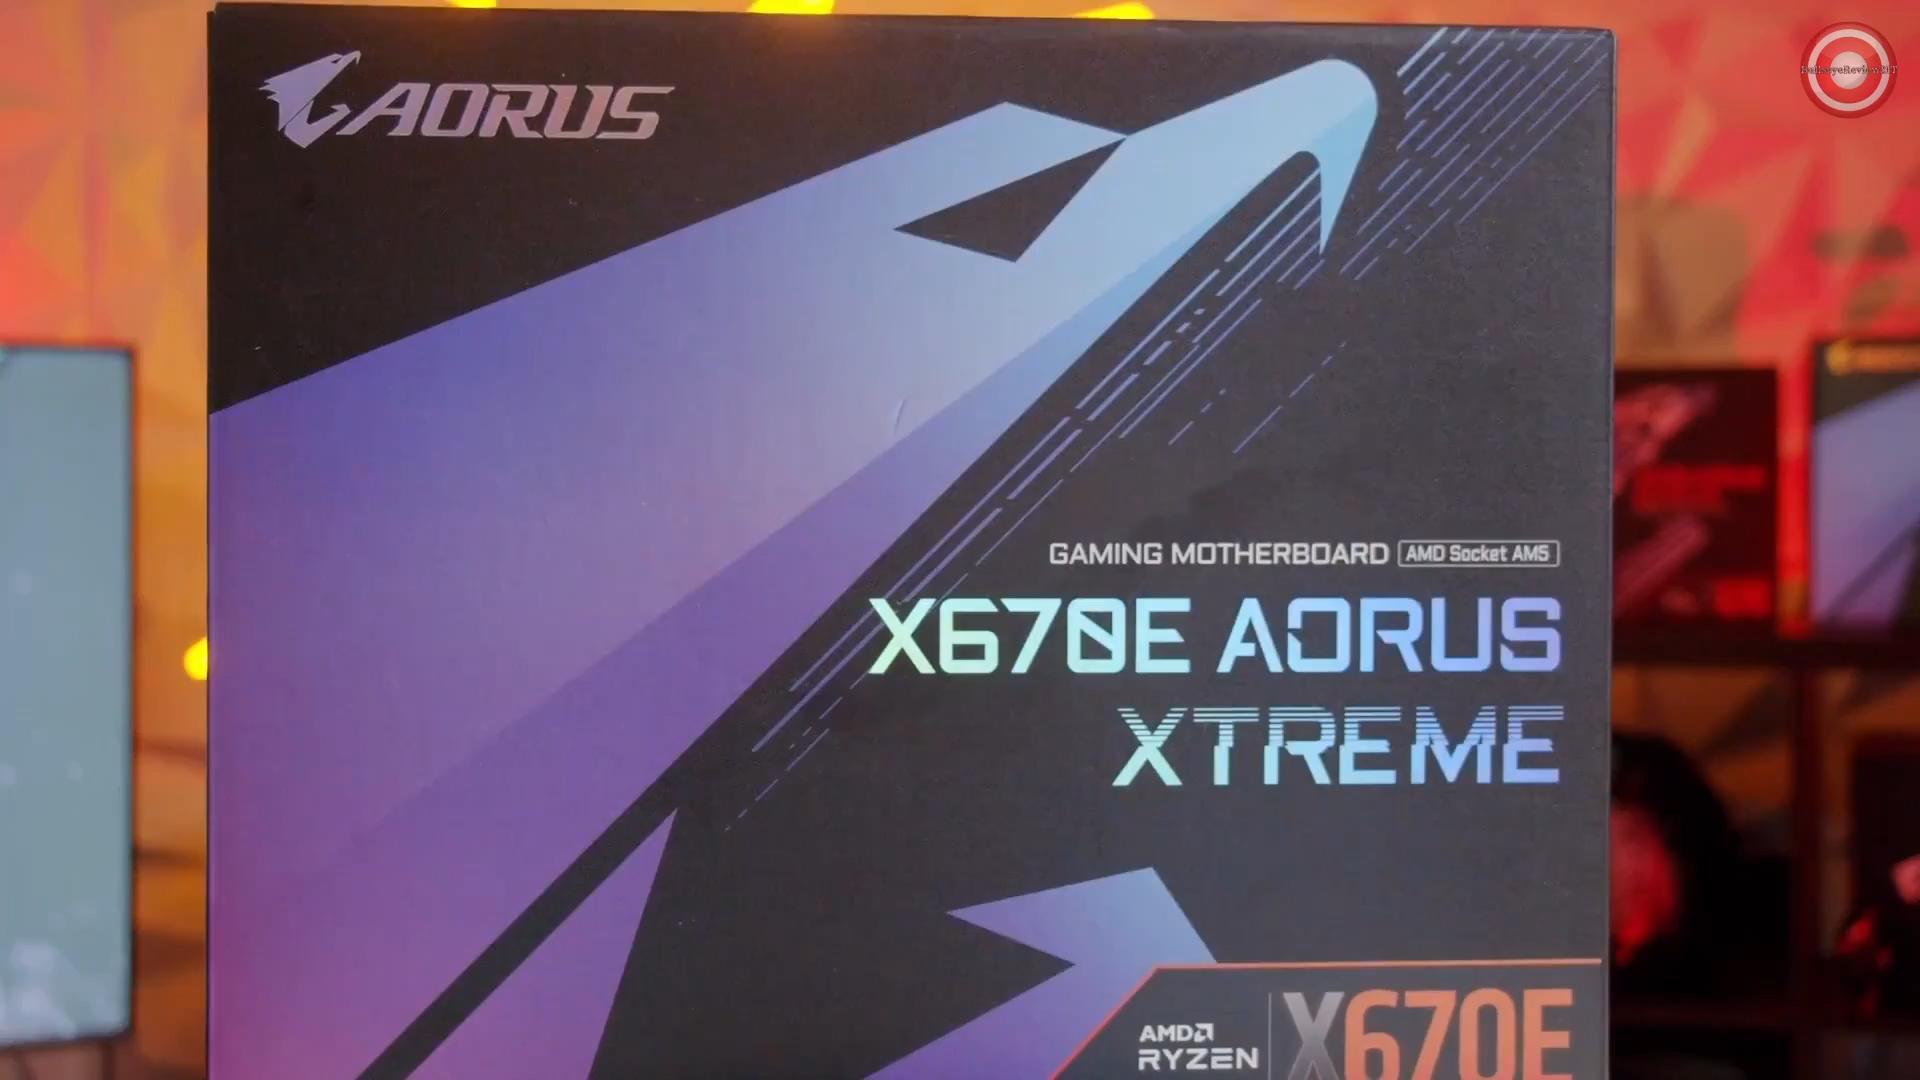 AORUS
GAMING MOTHERBOARD AMD Socket AM5
X670E AORUS
XTREME
AMD
RYZEN
X670E